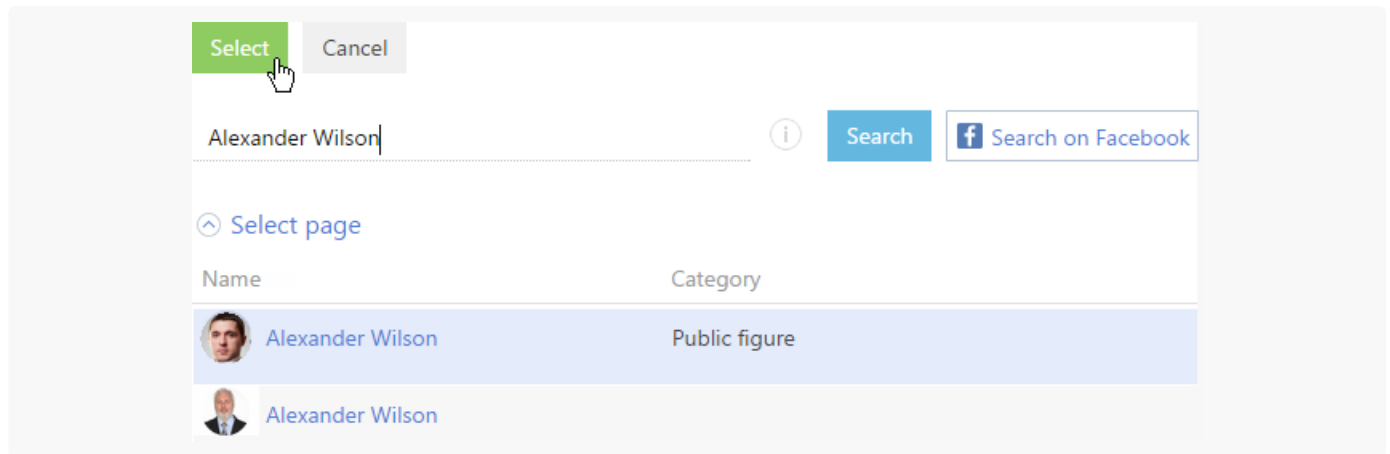 Select Cancel
Alexander Wilson i Search f Search on Facebook
Select page
Name Category
Alexander Wilson Public figure
Alexander Wilson